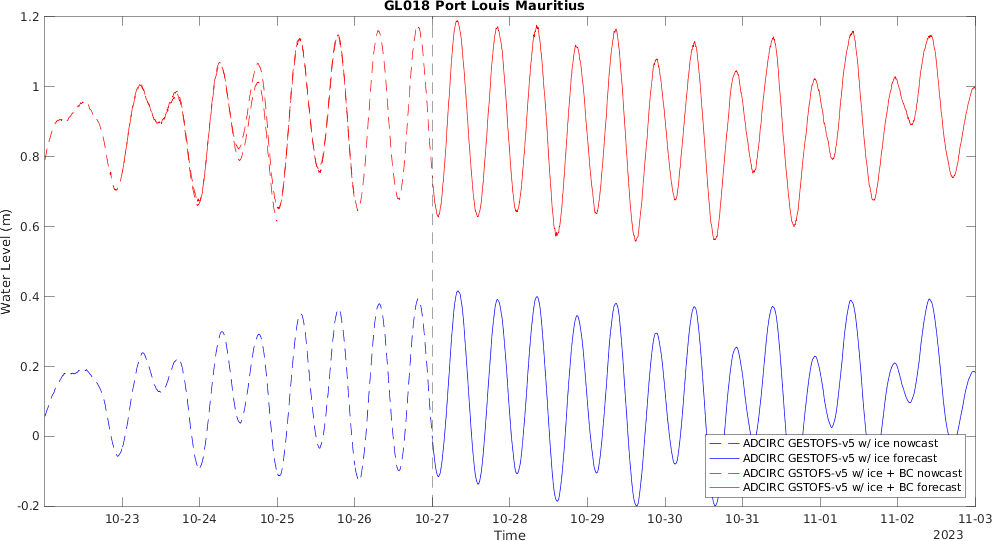 GL018 Port Louis Mauritius
1.2
1
0.8
0.6
0.4
0.2
0
-0.2
Water Level (m)
ADCIRC GESTOFS-v5 w/ ice nowcast
ADCIRC GESTOFS-v5 w/ ice forecast
ADCIRC GSTOFS-v5 w/ ice + BC nowcast
ADCIRC GSTOFS-v5 w/ ice + BC forecast
10-23 10-24 10-25 10-26 10-27 10-28 10-29 10-30 10-31 11-01 11-02 11-03
Time
2023